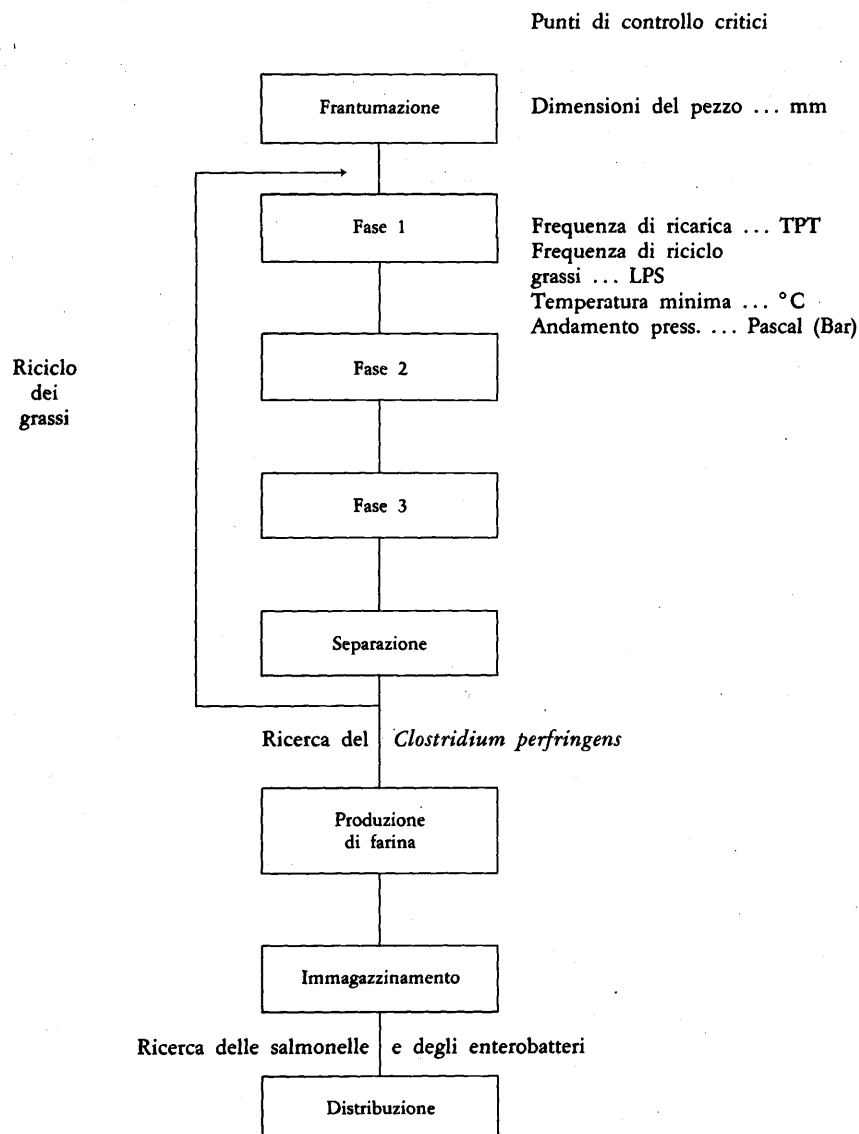 Punti di controllo critici
Frantumazione
Dimensioni del pezzo ... mm
Fase 1
Frequenza di ricarica ... TPT
Frequenza di riciclo
grassi ... LPS
Temperatura minima ... °C
Andamento press. ... Pascal (Bar)
Riciclo
dei
grassi
Fase 2
Fase 3
Separazione
Ricerca del Clostridium perfringens
Produzione
di farina
Immagazzinamento
Ricerca delle salmonelle e degli enterobatteri
Distribuzione